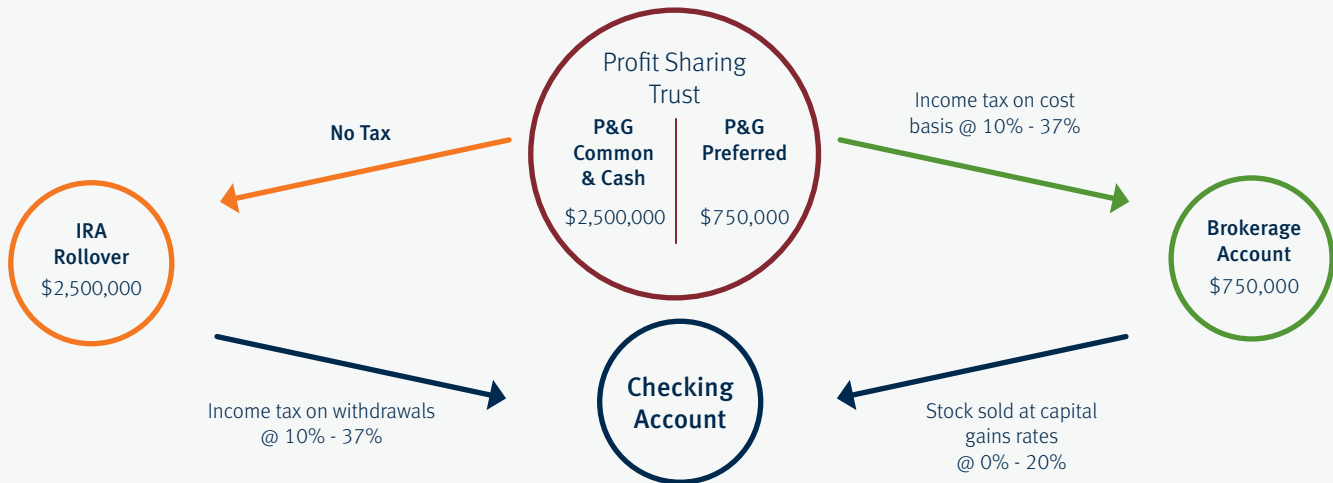 Profit Sharing
Trust
P&G
Common
& Cash
$2,500,000
P&G
Preferred
$750,000
No Tax
Income tax on cost
basis @ 10% - 37%
IRA
Rollover
$2,500,000
Brokerage
Account
$750,000
Checking
Account
Income tax on withdrawals
@ 10% - 37%
Stock sold at capital
gains rates
@ 0% - 20%